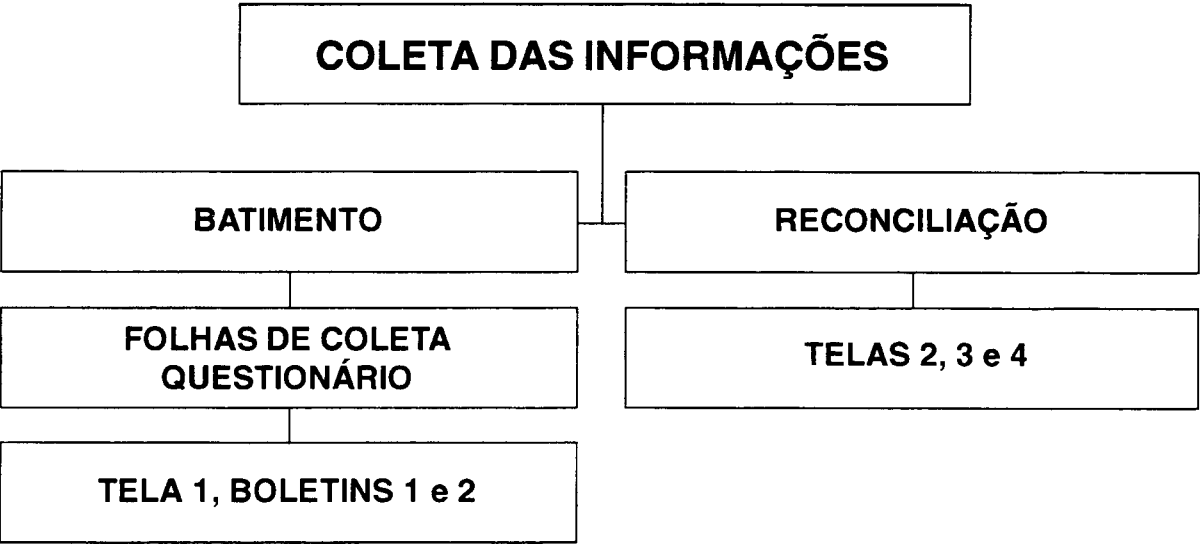 COLETA DAS INFORMAÇÕES
BATIMENTO
RECONCILIAÇÃO
FOLHAS DE COLETA
QUESTIONÁRIO
TELAS 2, 3 e 4
TELA 1, BOLETINS 1 e 2